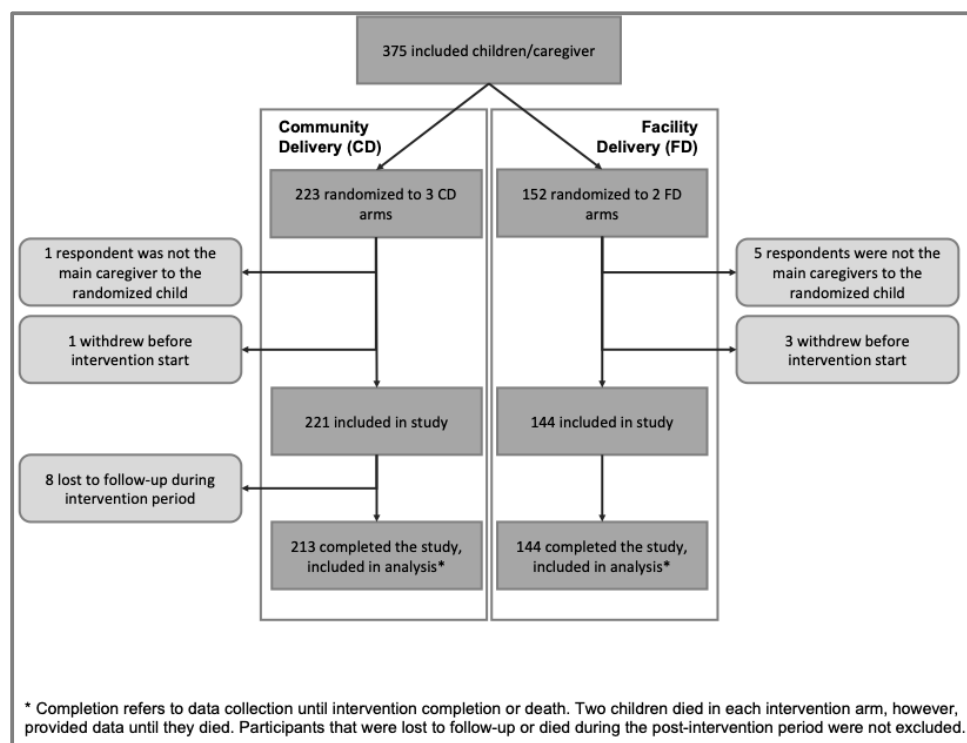 375 included children/caregiver
Community
Delivery (CD)
Facility
Delivery (FD)
223 randomized to 3 CD
arms
152 randomized to 2 FD
arms
1 respondent was not the
main caregiver to the
randomized child
5 respondents were not the
main caregivers to the
randomized child
1 withdrew before
intervention start
3 withdrew before
intervention start
221 included in study
144 included in study
8 lost to follow-up during
intervention period
213 completed the study,
included in analysis*
144 completed the study,
included in analysis*
* Completion refers to data collection until intervention completion or death. Two children died in each intervention arm, however,
provided data until they died. Participants that were lost to follow-up or died during the post-intervention period were not excluded.